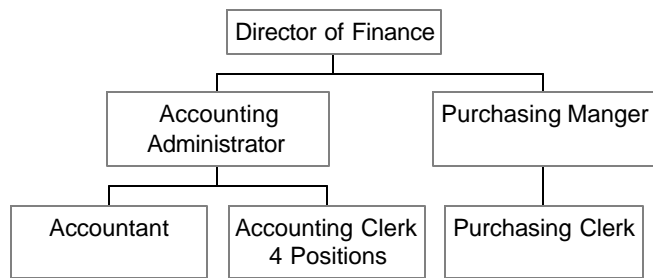 Director of Finance
Accounting
Administrator
Purchasing Manger
Accountant
Accounting Clerk
4 Positions
Purchasing Clerk